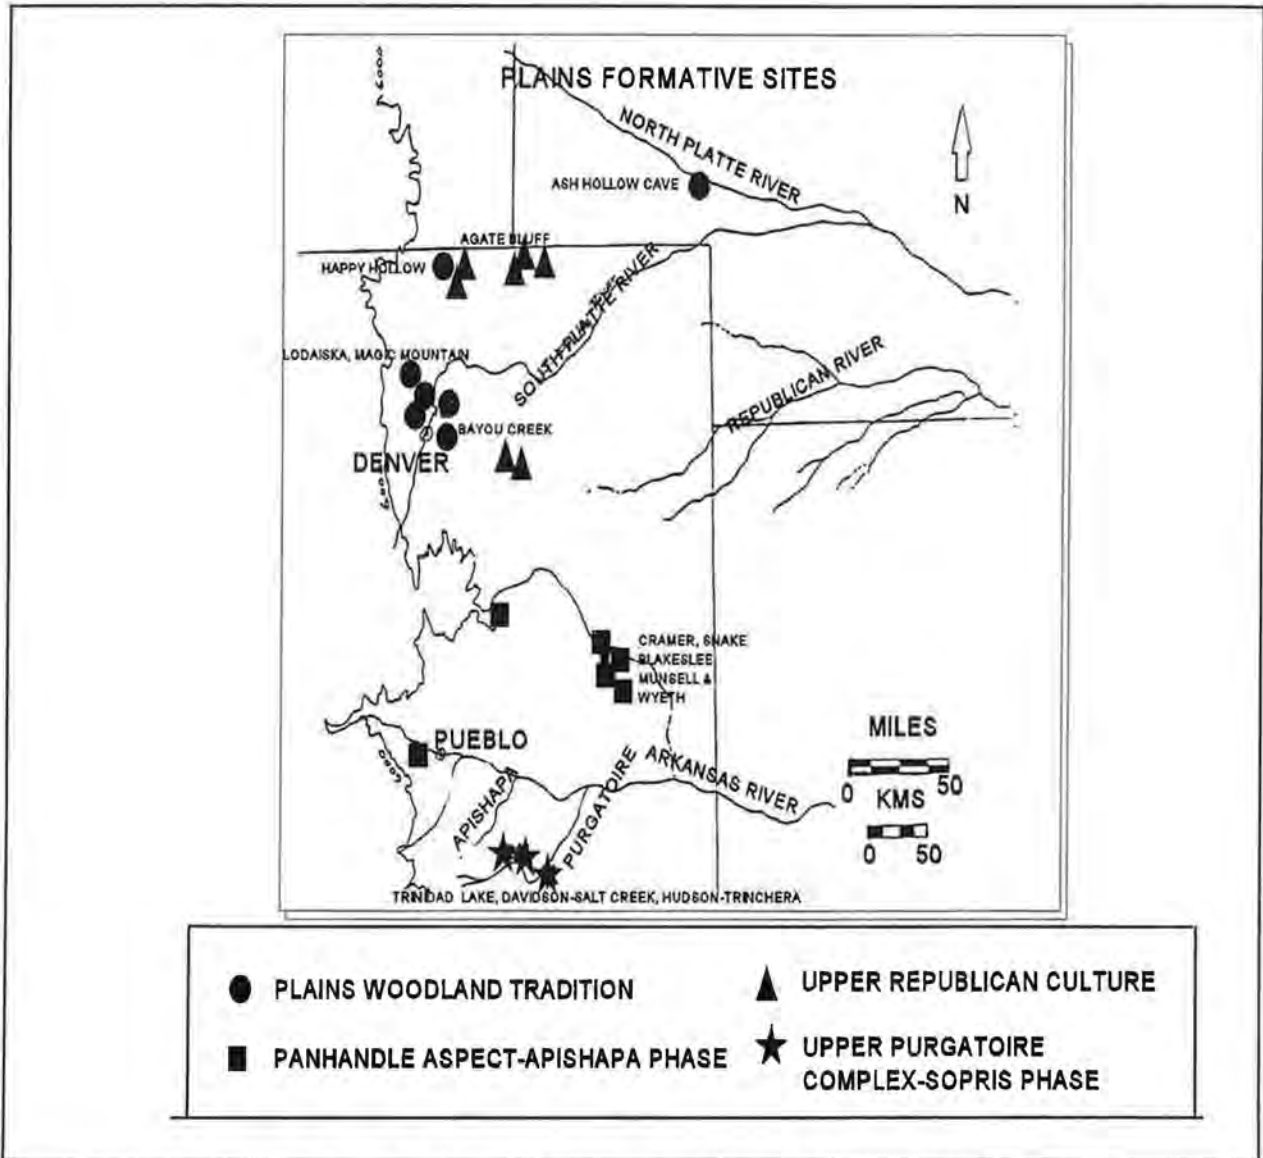 6000
PLAINS FORMATIVE SITES
NORTH PLATTE RIVER
ASH HOLLOW CAVE
N
AGATE BLUFF
HAPPY HOLLOW
SOUTH PLATTE RIVER
LODAISKA, MAGIC MOUNTAIN
REPUBLICAN RIVER
BAYOU CREEK
DENVER
6000
CRAMER, SNAKE
BLAKESLEE
MUNSELL &
WYETH
PUEBLO
MILES
0 50
KMS
0 50
ARKANSAS RIVER
APISHAPA
PURGATOIRE
TRINIDAD LAKE, DAVIDSON-SALT CREEK, HUDSON-TRINCHERA
PLAINS WOODLAND TRADITION
UPPER REPUBLICAN CULTURE
PANHANDLE ASPECT-APISHAPA PHASE
UPPER PURGATOIRE
COMPLEX-SOPRIS PHASE